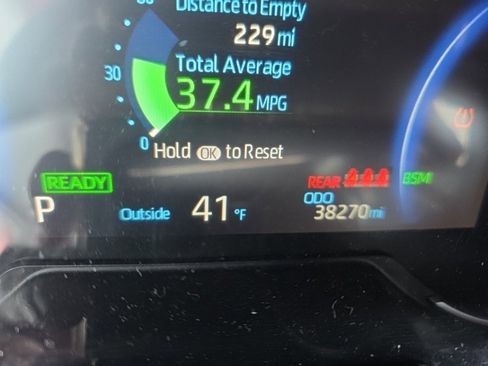 Distance to Empty
229 mi
Total Average
30
37.4 MPG
0
Hold OK to Reset
READY
REAR
BSM
P
Outside 41 °F
ODO
38270 mi